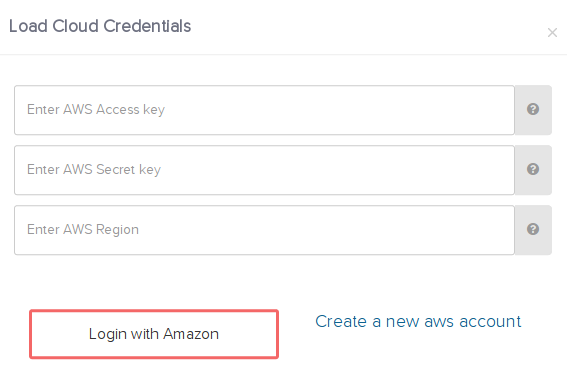 Load Cloud Credentials
×
Enter AWS Access key
?
Enter AWS Secret key
?
Enter AWS Region
?
Login with Amazon
Create a new aws account